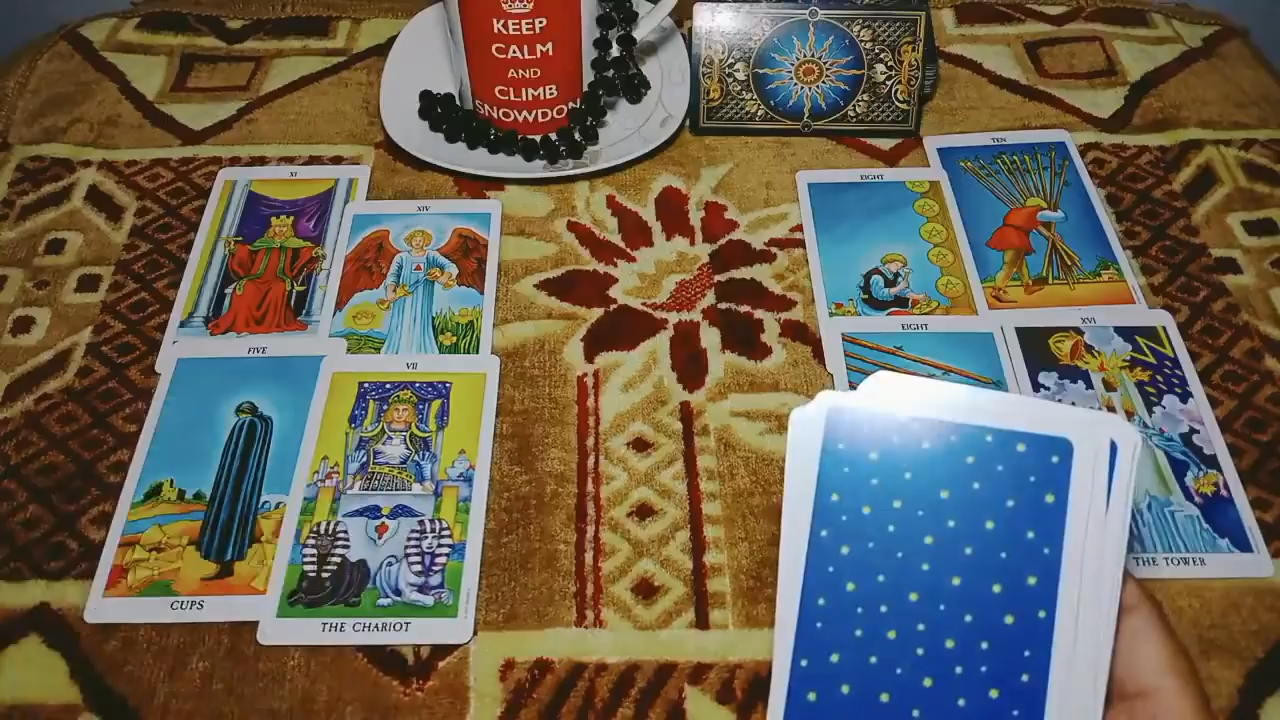 KEEP
CALM
AND
CLIMB
SNOWDON
XI
XIV
FIVE
CUPS
VII
THE CHARIOT
EIGHT
TEN
EIGHT
XVI
THE TOWER